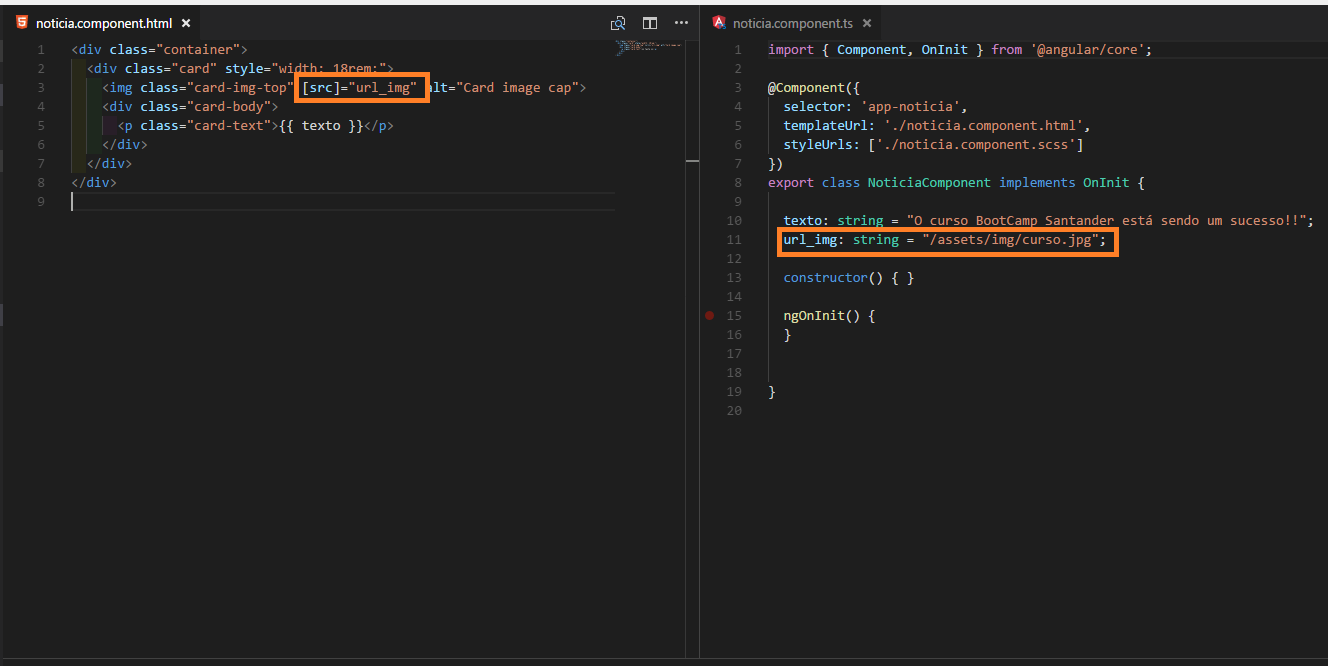 noticia.component.html
1 <div class="container">
2 <div class="card" style="width: 18rem;">
3 <img class="card-img-top" [src]="url_img" lt="Card image cap">
4 <div class="card-body">
5 <p class="card-text">{{ texto }}</p>
6 </div>
7 </div>
8 </div>
9
noticia.component.ts
1 import { Component, OnInit } from '@angular/core';
2
3 @Component({
4 selector: 'app-noticia',
5 templateUrl: './noticia.component.html',
6 styleUrls: ['./noticia.component.scss']
7 })
8 export class NoticiaComponent implements OnInit {
9
10 texto: string = "O curso BootCamp Santander está sendo um sucesso!!";
11 url_img: string = "/assets/img/curso.jpg";
12
13 constructor() { }
14
15 ngOnInit() {
16 }
17
18
19 }
20